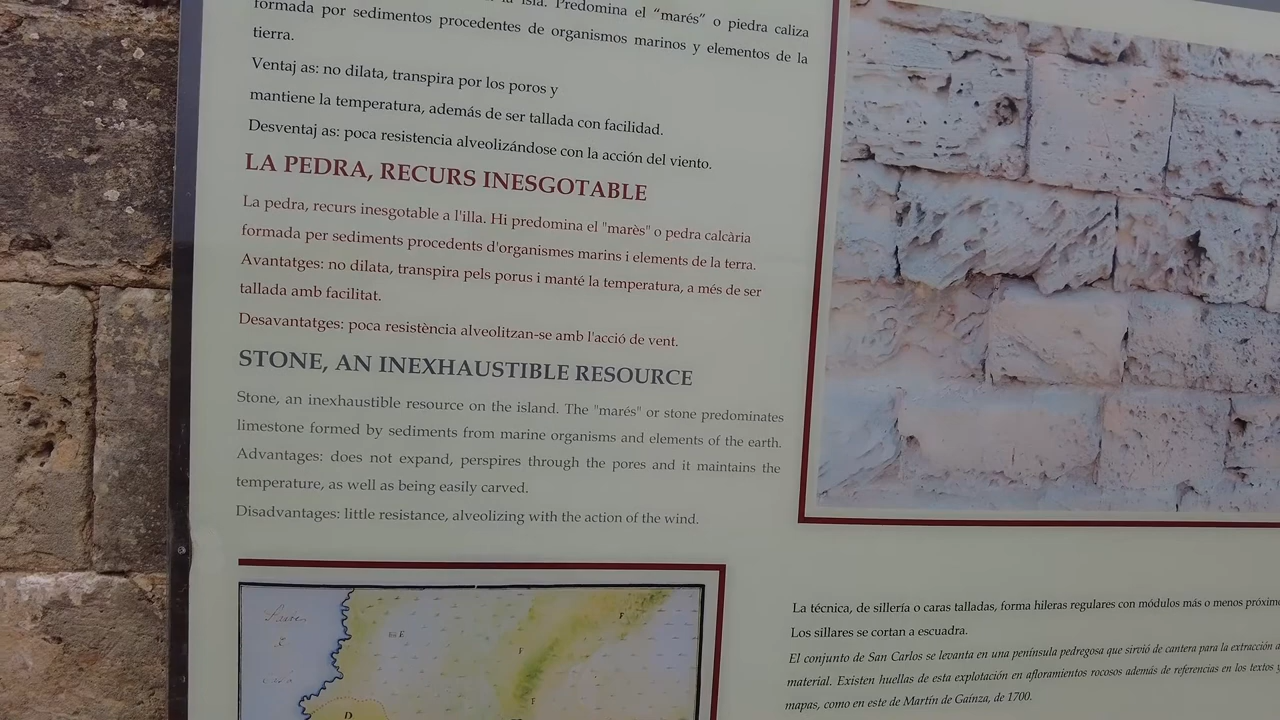 la isla. Predomina el “marés” o piedra caliza
formada por sedimentos procedentes de organismos marinos y elementos de la
tierra.
Ventaj as: no dilata, transpira por los poros y
mantiene la temperatura, además de ser tallada con facilidad.
Desventaj as: poca resistencia alveolizándose con la acción del viento.
LA PEDRA, RECURS INESGOTABLE
La pedra, recurs inesgotable a l'illa. Hi predomina el "marès" o pedra calcària
formada per sediments procedents d'organismes marins i elements de la terra.
Avantatges: no dilata, transpira pels porus i manté la temperatura, a més de ser
tallada amb facilitat.
Desavantatges: poca resistència alveolitzan-se amb l'acció de vent.
STONE, AN INEXHAUSTIBLE RESOURCE
Stone, an inexhaustible resource on the island. The "marés" or stone predominates
limestone formed by sediments from marine organisms and elements of the earth.
Advantages: does not expand, perspires through the pores and it maintains the
temperature, as well as being easily carved.
Disadvantages: little resistance, alveolizing with the action of the wind.
E
F
F
F
D
La técnica, de sillería o caras talladas, forma hileras regulares con módulos más o menos
Los sillares se cortan a escuadra.
El conjunto de San Carlos se levanta en una península pedregosa que sirvió de cantera para la extracción
material. Existen huellas de esta explotación en afloramientos rocosos además de referencias en los textos y
mapas, como en este de Martín de Gaínza, de 1700.